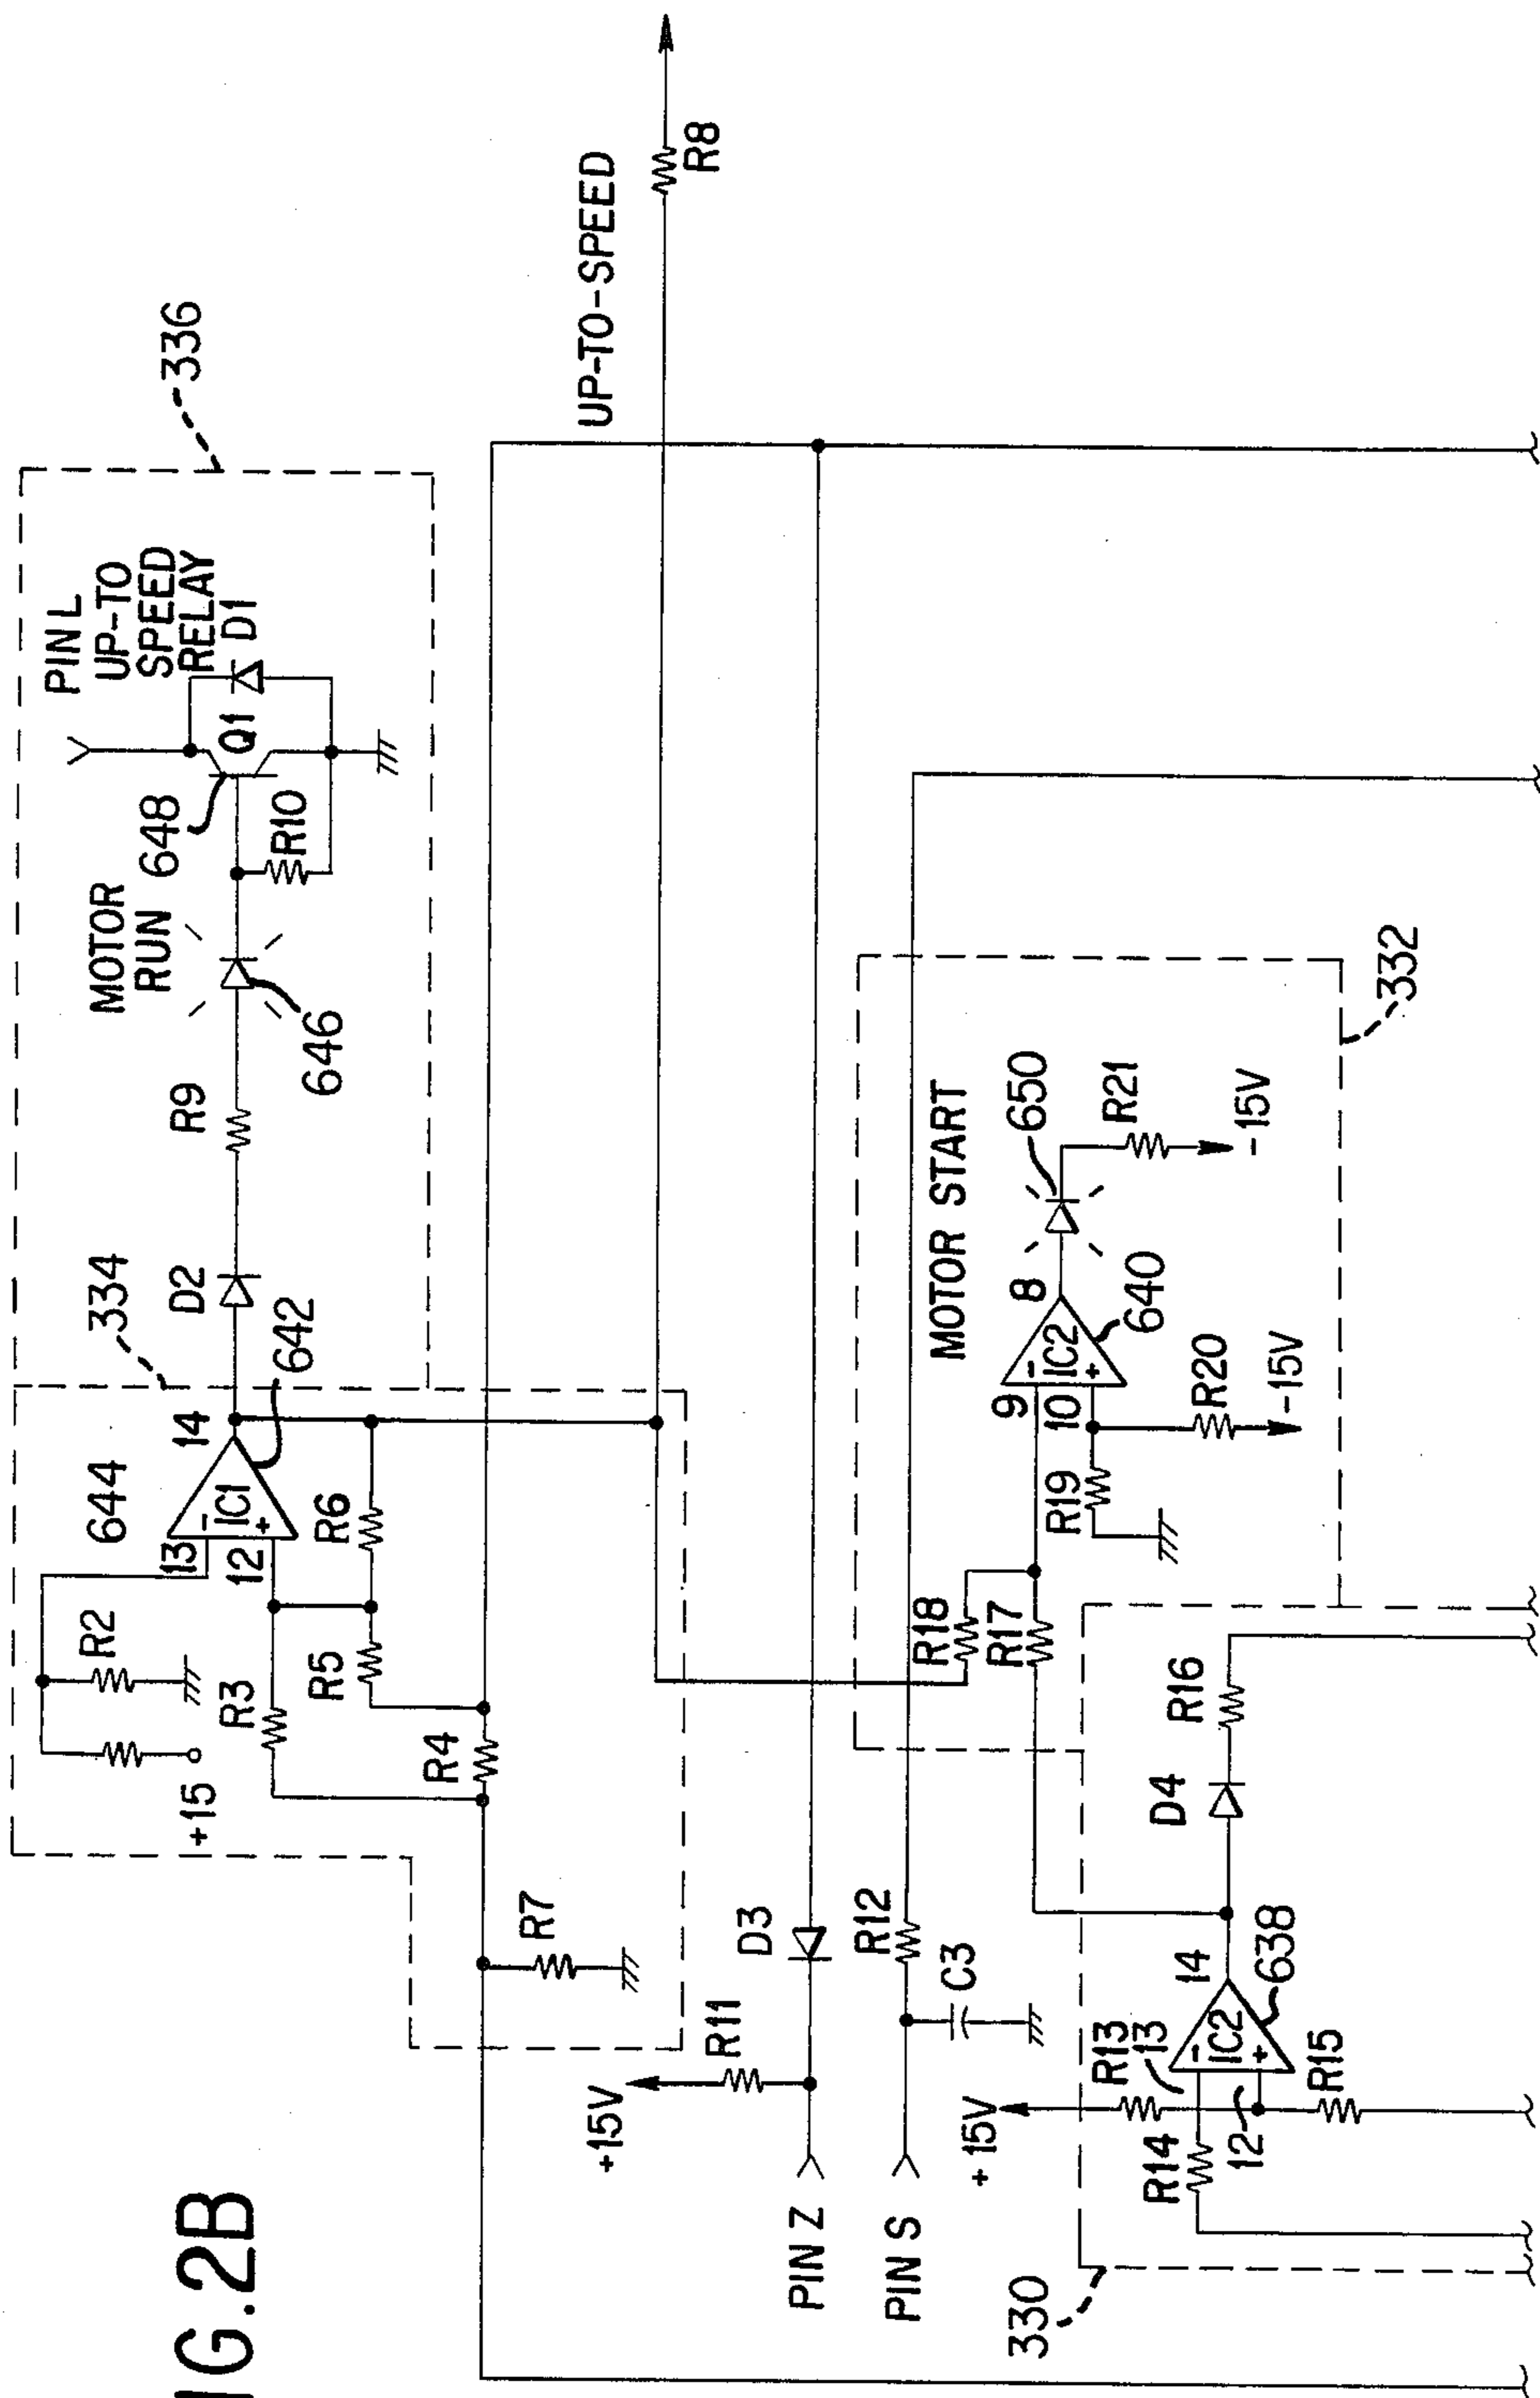 FIG.2B
PIN L
UP-TO
SPEED
RELAY
D1
Q1
648
R10
MOTOR
RUN
646
R9
D2
336
334
642
644
14
13
12
-
IC1
+
R2
+15
R3
R5
R6
R4
R7
UP-TO-SPEED
R8
+15V
R11
D3
PIN Z
PIN S
R12
C3
MOTOR START
650
R21
-15V
8
640
9
10
-
IC2
+
R19
R20
-15V
R18
R17
332
330
+15V
R13
13
R14
12
R15
-
IC2
+
14
638
D4
R16